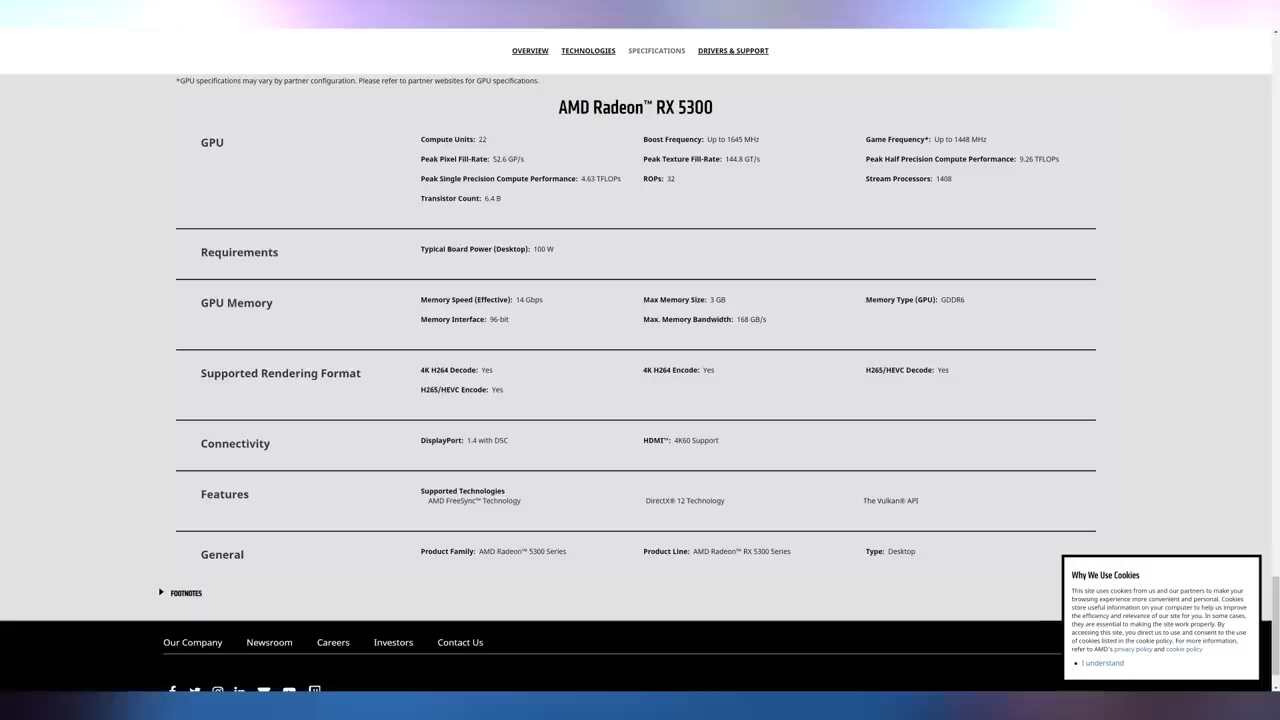 OVERVIEW TECHNOLOGIES SPECIFICATIONS DRIVERS & SUPPORT
*GPU specifications may vary by partner configuration. Please refer to partner websites for GPU specifications.
AMD Radeon™ RX 5300
GPU
Compute Units: 22 Boost Frequency: Up to 1645 MHz Game Frequency*: Up to 1448 MHz
Peak Pixel Fill-Rate: 52.6 GP/s Peak Texture Fill-Rate: 144.8 GT/s Peak Half Precision Compute Performance: 9.26 TFLOPs
Peak Single Precision Compute Performance: 4.63 TFLOPs ROPs: 32 Stream Processors: 1408
Transistor Count: 6.4 B
Requirements
Typical Board Power (Desktop): 100 W
GPU Memory
Memory Speed (Effective): 14 Gbps Max Memory Size: 3 GB Memory Type (GPU): GDDR6
Memory Interface: 96-bit Max. Memory Bandwidth: 168 GB/s
Supported Rendering Format
4K H264 Decode: Yes 4K H264 Encode: Yes H265/HEVC Decode: Yes
H265/HEVC Encode: Yes
Connectivity
DisplayPort: 1.4 with DSC HDMI™: 4K60 Support
Features
Supported Technologies
AMD FreeSync™ Technology DirectX® 12 Technology The Vulkan® API
General
Product Family: AMD Radeon™ 5300 Series Product Line: AMD Radeon™ RX 5300 Series Type: Desktop
FOOTNOTES
Our Company Newsroom Careers Investors Contact Us
Why We Use Cookies
This site uses cookies from us and our partners to make your
browsing experience more convenient and personal. Cookies
store useful information on your computer to help us improve
the efficiency and relevance of our site for you. In some cases,
they are essential to making the site work properly. By
accessing this site, you direct us to use and consent to the use
of cookies listed in the cookie policy. For more information,
refer to AMD's privacy policy and cookie policy
I understand